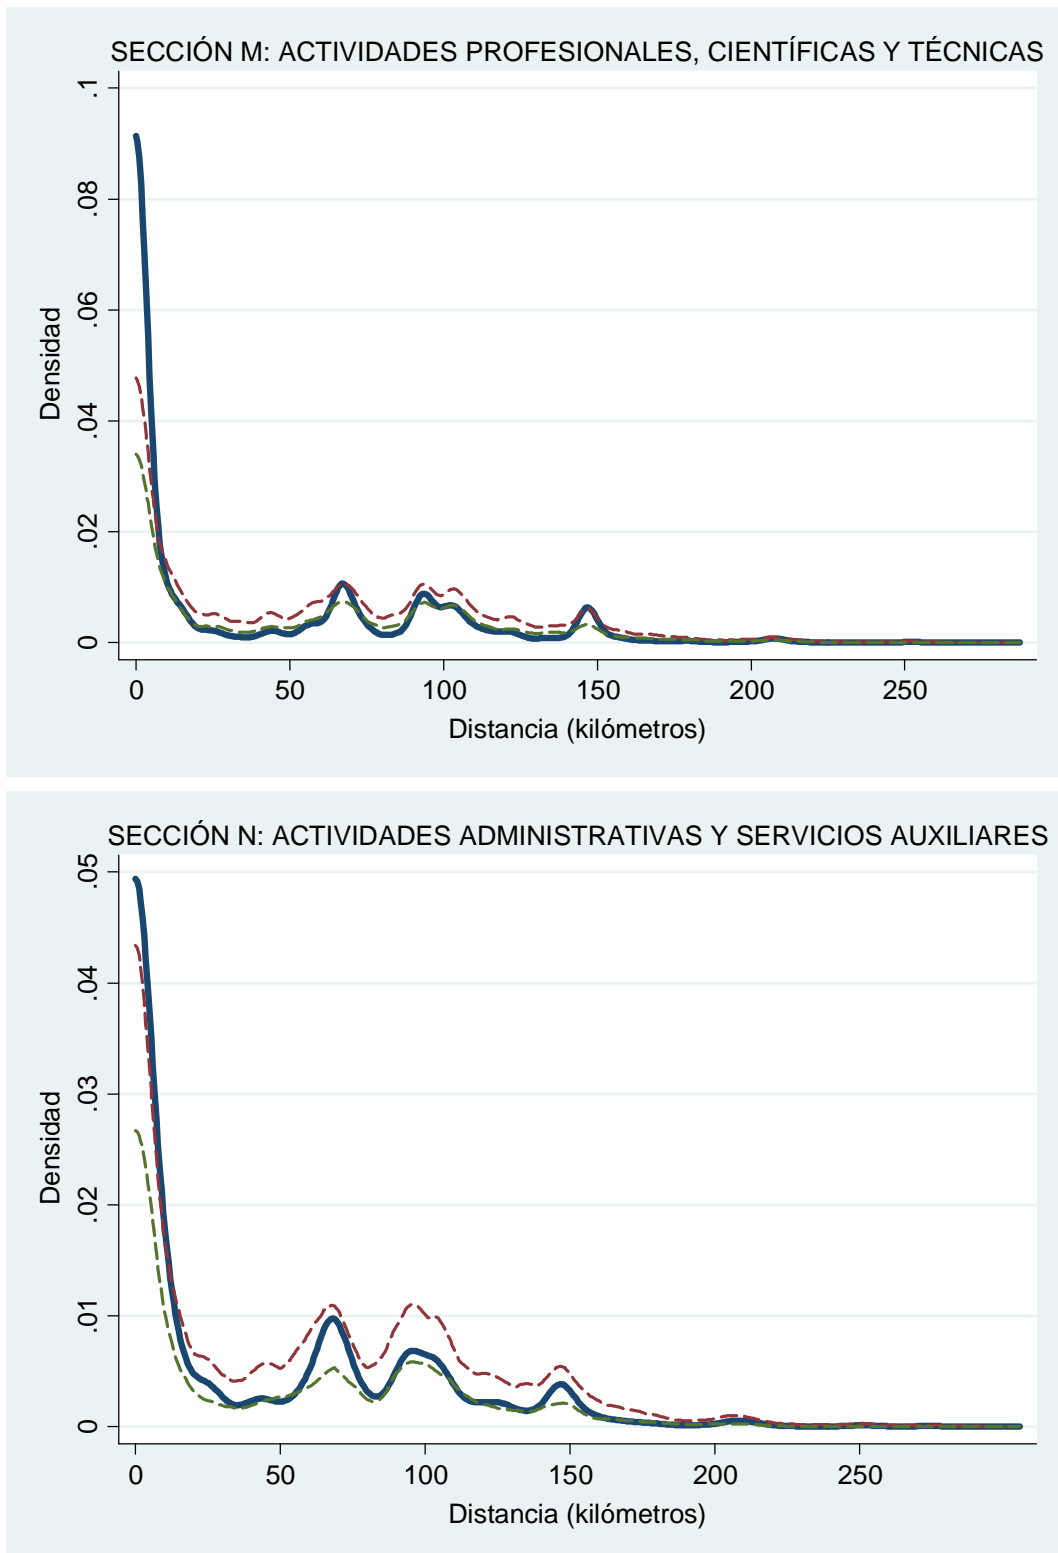 SECCIÓN M: ACTIVIDADES PROFESIONALES, CIENTÍFICAS Y TÉCNICAS
.1
.08
.06
.04
.02
0
Densidad
0 50 100 150 200 250
Distancia (kilómetros)
SECCIÓN N: ACTIVIDADES ADMINISTRATIVAS Y SERVICIOS AUXILIARES
.05
.04
.03
.02
.01
0
Densidad
0 50 100 150 200 250
Distancia (kilómetros)